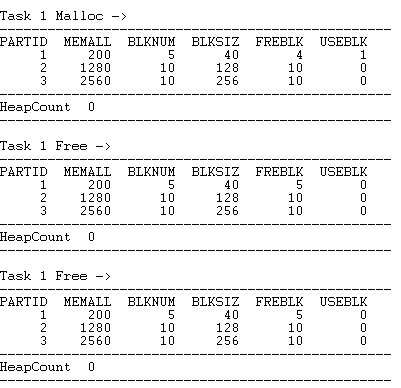 Task 1 Malloc ->
PARTID MEMALL BLKNUM BLKSIZ FREBLK USEBLK
1 200 5 40 4 1
2 1280 10 128 10 0
3 2560 10 256 10 0
HeapCount 0
Task 1 Free ->
PARTID MEMALL BLKNUM BLKSIZ FREBLK USEBLK
1 200 5 40 5 0
2 1280 10 128 10 0
3 2560 10 256 10 0
HeapCount 0
Task 1 Free ->
PARTID MEMALL BLKNUM BLKSIZ FREBLK USEBLK
1 200 5 40 5 0
2 1280 10 128 10 0
3 2560 10 256 10 0
HeapCount 0